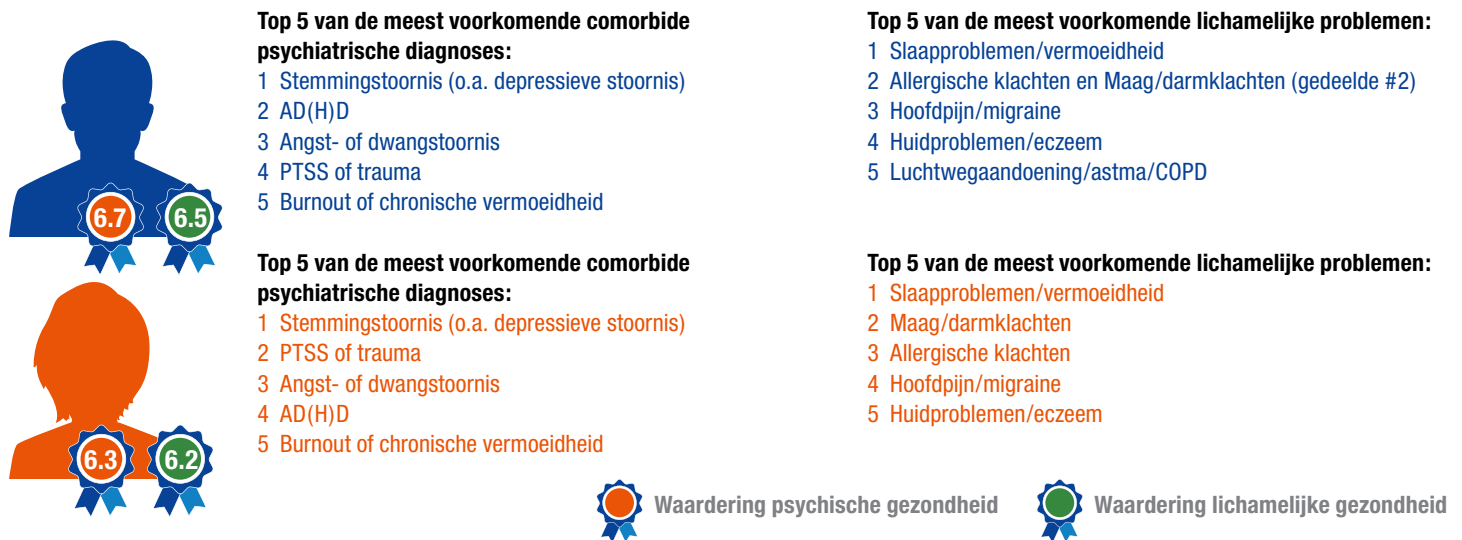 Top 5 van de meest voorkomende comorbide
psychiatrische diagnoses:
1 Stemmingstoornis (o.a. depressieve stoornis)
2 AD(H)D
3 Angst- of dwangstoornis
4 PTSS of trauma
5 Burnout of chronische vermoeidheid
6.7
6.5
Top 5 van de meest voorkomende lichamelijke problemen:
1 Slaapproblemen/vermoeidheid
2 Allergische klachten en Maag/darmklachten (gedeelde #2)
3 Hoofdpijn/migraine
4 Huidproblemen/eczeem
5 Luchtwegaandoening/astma/COPD
Top 5 van de meest voorkomende comorbide
psychiatrische diagnoses:
1 Stemmingstoornis (o.a. depressieve stoornis)
2 PTSS of trauma
3 Angst- of dwangstoornis
4 AD(H)D
5 Burnout of chronische vermoeidheid
6.3
6.2
Top 5 van de meest voorkomende lichamelijke problemen:
1 Slaapproblemen/vermoeidheid
2 Maag/darmklachten
3 Allergische klachten
4 Hoofdpijn/migraine
5 Huidproblemen/eczeem
Waardering psychische gezondheid
Waardering lichamelijke gezondheid